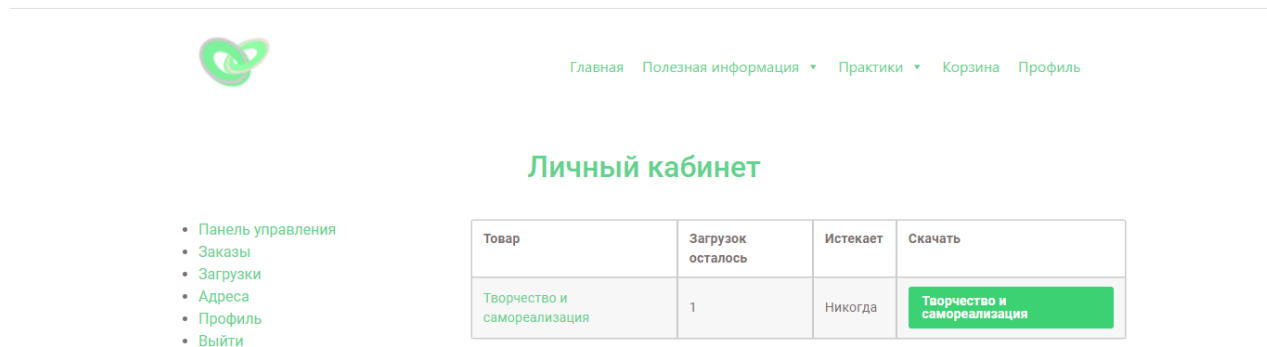 Главная Полезная информация Практики Корзина Профиль
Личный кабинет
Панель управления
Заказы
Загрузки
Адреса
Профиль
Выйти
Товар
Загрузок
осталось
Истекает
Скачать
Творчество и
самореализация
1
Никогда
Творчество и
самореализация